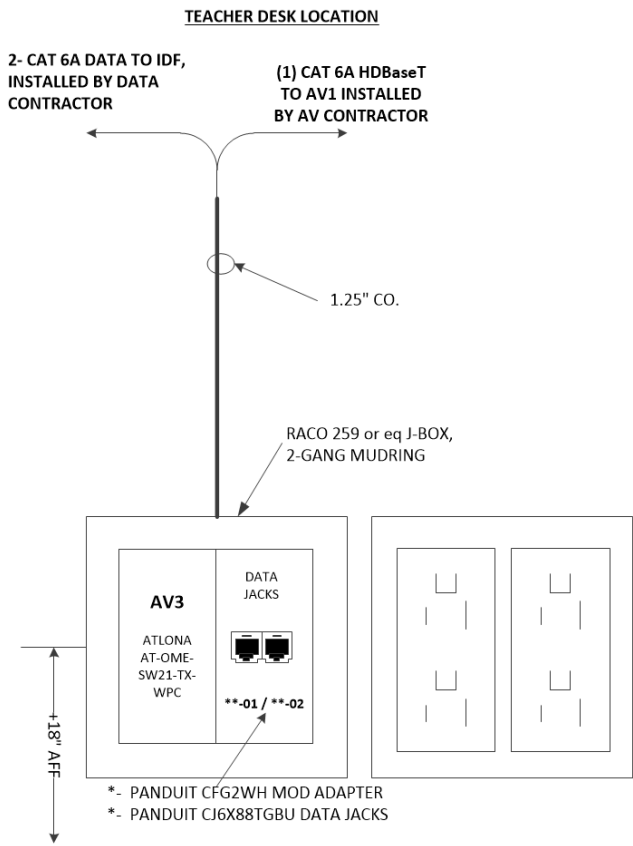 TEACHER DESK LOCATION
2- CAT 6A DATA TO IDF,
INSTALLED BY DATA
CONTRACTOR
(1) CAT 6A HDBaseT
TO AV1 INSTALLED
BY AV CONTRACTOR
1.25" CO.
RACO 259 or eq J-BOX,
2-GANG MUDRING
AV3
ATLONA
AT-OME-
SW21-TX-
WPC
DATA
JACKS
**-01 / **-02
+18" AFF
*- PANDUIT CFG2WH MOD ADAPTER
*- PANDUIT CJ6X88TGBU DATA JACKS